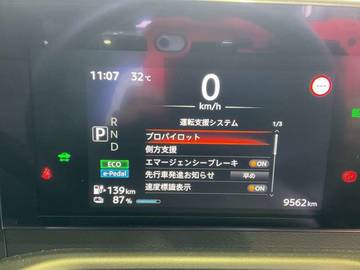 11:07 32℃
0
km/h
運転支援システム 1/3
R
N
D
P
プロパイロット
側方支援
エマージェンシーブレーキ ON
先行車発進お知らせ 早め
速度標識表示 ON
ECO
e-Pedal
139km
87 %
9562 km